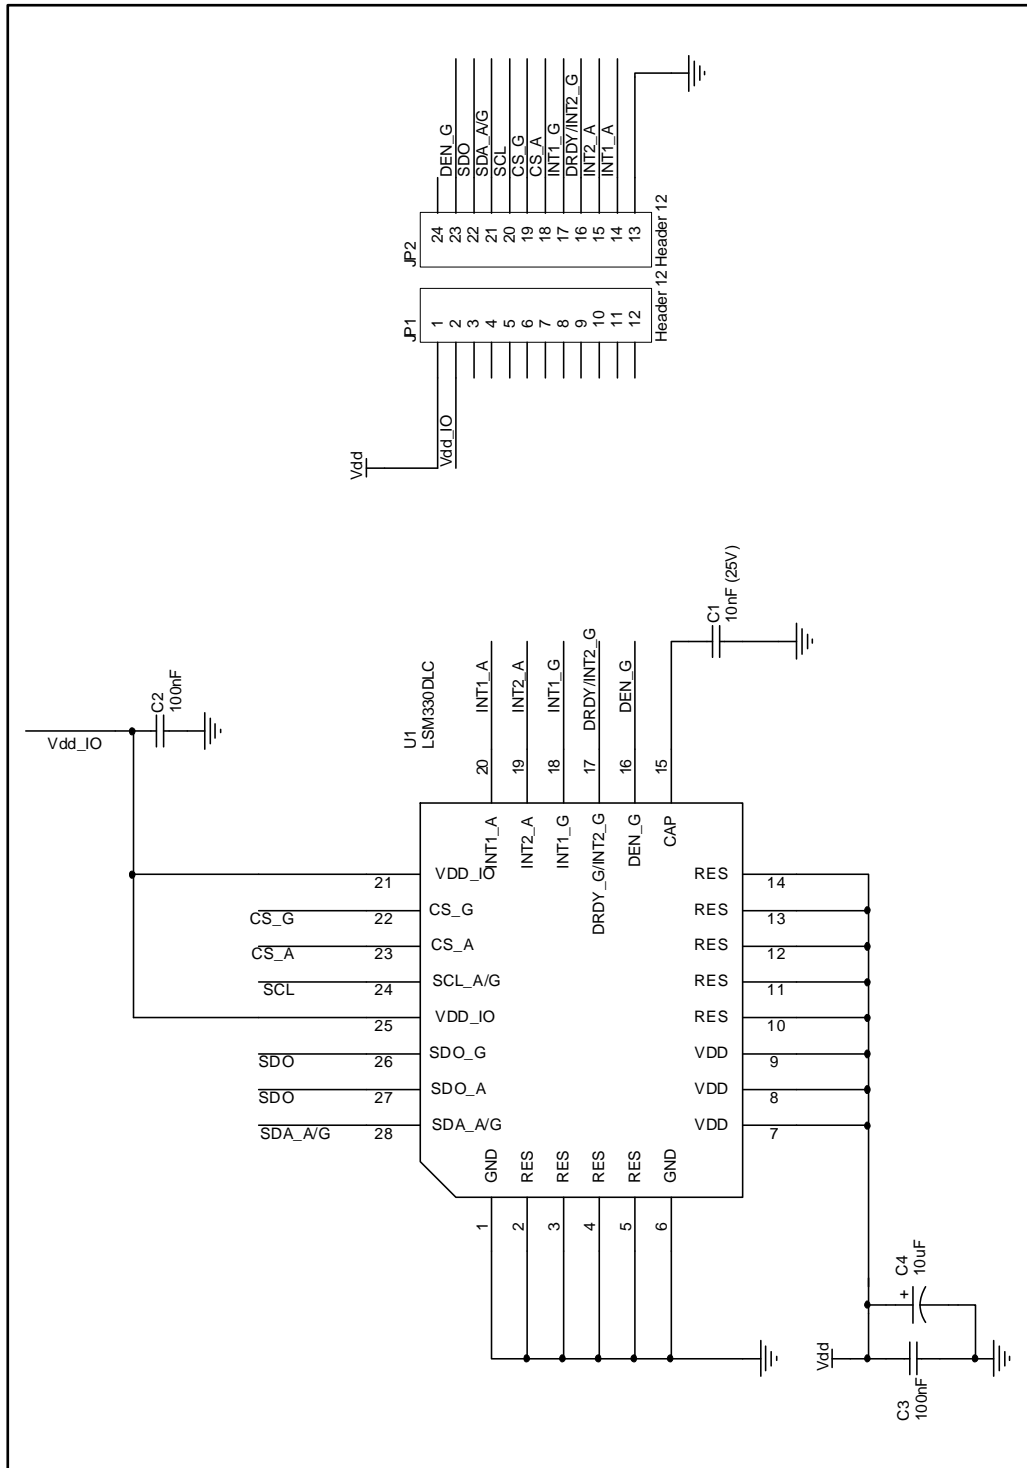 DEN_G
SDO
SDA_A/G
SCL
CS_G
CS_A
INT1_G
DRDY/INT2_G
INT2_A
INT1_A
JP2
24
23
22
21
20
19
18
17
16
15
14
13
Header 12
JP1
1
2
3
4
5
6
7
8
9
10
11
12
Header 12
Vdd
Vdd_IO
Vdd_IO
C2
100nF
U1
LSM330DLC
20
INT1_A
19
INT2_A
18
INT1_G
17
DRDY/INT2_G
16
DEN_G
15
C1
10nF (25V)
INT1_A
INT2_A
INT1_G
DRDY_G/INT2_G
DEN_G
CAP
21
VDD_IO
CS_G
22
CS_G
CS_A
23
CS_A
SCL
24
SCL_A/G
25
VDD_IO
SDO
26
SDO_G
SDO
27
SDO_A
SDA_A/G
28
SDA_A/G
RES
14
RES
13
RES
12
RES
11
RES
10
VDD
9
VDD
8
VDD
7
GND
RES
RES
RES
RES
GND
1
2
3
4
5
6
Vdd
+
C4
10uF
C3
100nF